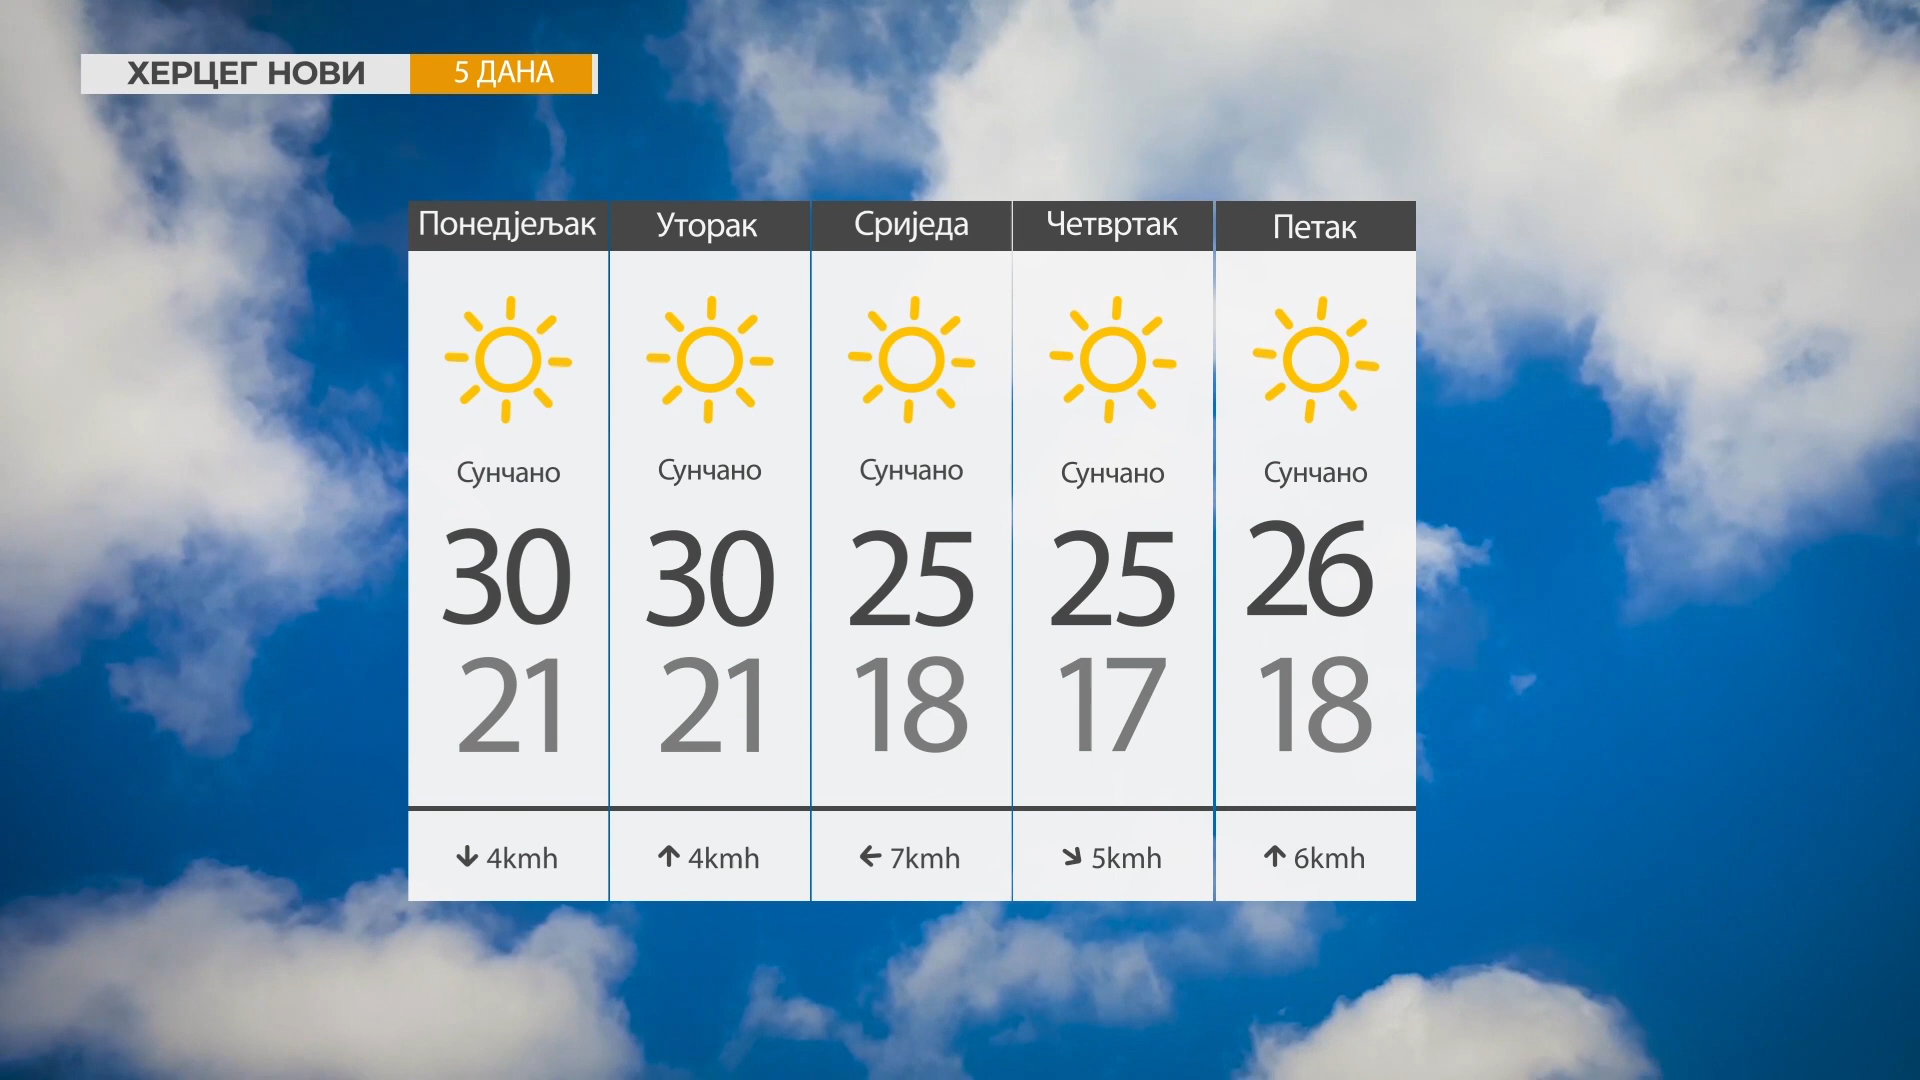 ХЕРЦЕГ НОВИ 5 ДАНА
Понедјељак Уторак Сриједа Четвртак Петак
Сунчано Сунчано Сунчано Сунчано Сунчано
30 30 25 25 26
21 21 18 17 18
↓ 4kmh ↑ 4kmh ← 7kmh ↘ 5kmh ↑ 6kmh